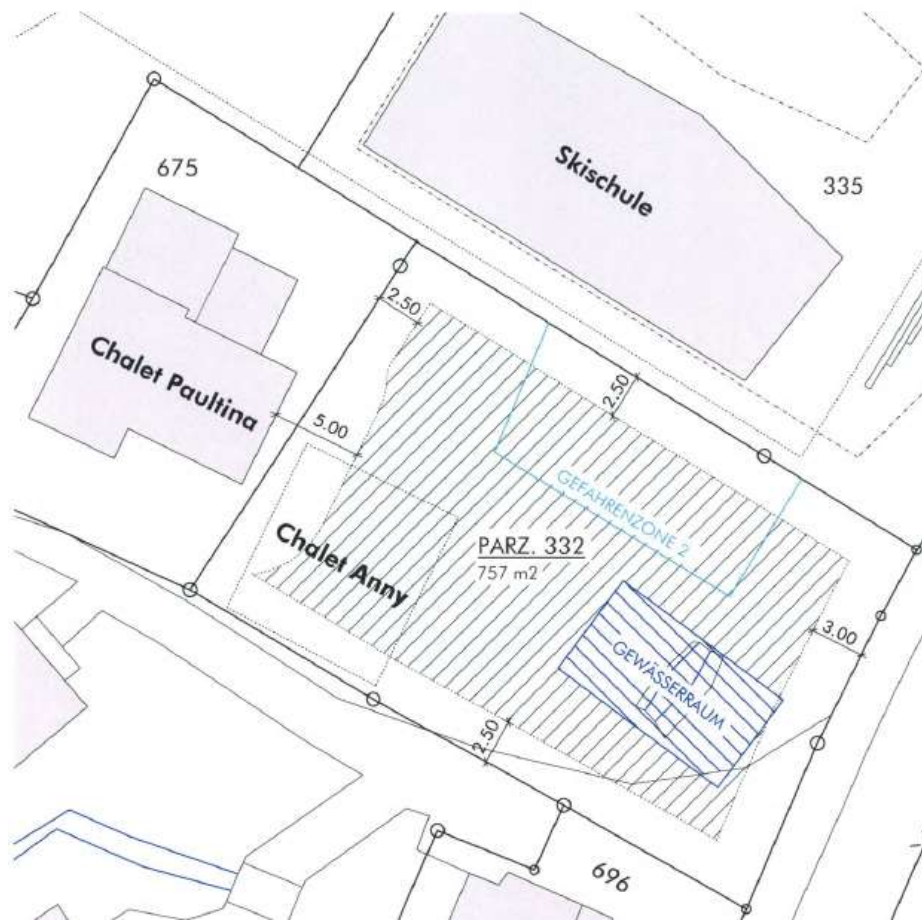 675
Skischule
335
2.50
Chalet Paultina
2.50
5.00
GEFAHRENZONE 2
PARZ. 332
757 m2
Chalet Anny
3.00
GEWÄSSERRAUM
2.50
696